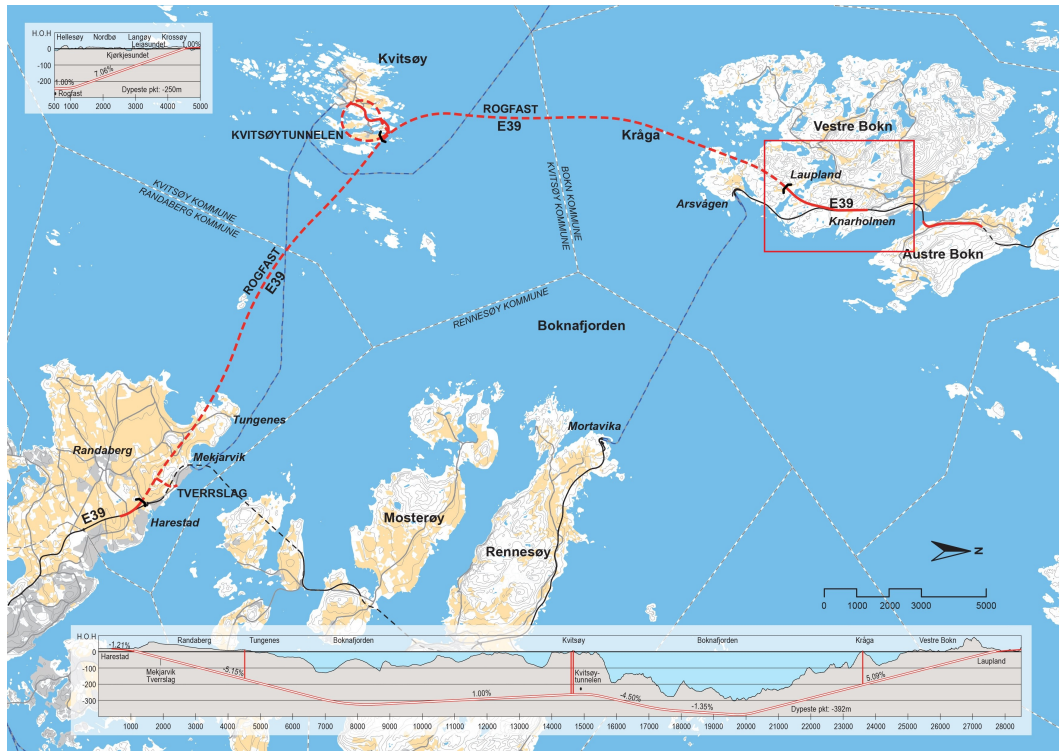 H.O.H
Hellesøy Nordbø Langøy Krossøy
Leiasundet
1.00%
Kjørkjesundet
0
-100
-200
7.06%
1.00%
Rogfast
Dypeste pkt: -250m
500 1000 2000 3000 4000 5000
Kvitsøy
KVITSØYTUNNELEN
ROGFAST
E39
Kråga
Vestre Bokn
Laupland
Arsvågen
E39
Knarholmen
Austre Bokn
KVITSØY KOMMUNE
RANDABERG KOMMUNE
BOKN KOMMUNE
KVITSØY KOMMUNE
ROGFAST
E39
RENNESØY KOMMUNE
Boknafjorden
Tungenes
Mortavika
Randaberg
Mekjarvik
TVERRSLAG
E39
Harestad
Mosterøy
Rennesøy
N
0 1000 2000 3000 5000
H.O.H
Randaberg Tungenes Boknafjorden Kvitsøy Boknafjorden Kråga Vestre Bokn
-1.21%
Harestad
0
-100
-200
-300
Mekjarvik
Tverrslag
-5.15%
1.00%
Kvitsøy-
tunnelen
-4.50%
-1.35%
5.09%
Laupland
Dypeste pkt: -392m
0 1000 2000 3000 4000 5000 6000 7000 8000 9000 10000 11000 12000 13000 14000 15000 16000 17000 18000 19000 20000 21000 22000 23000 24000 25000 26000 27000 28000